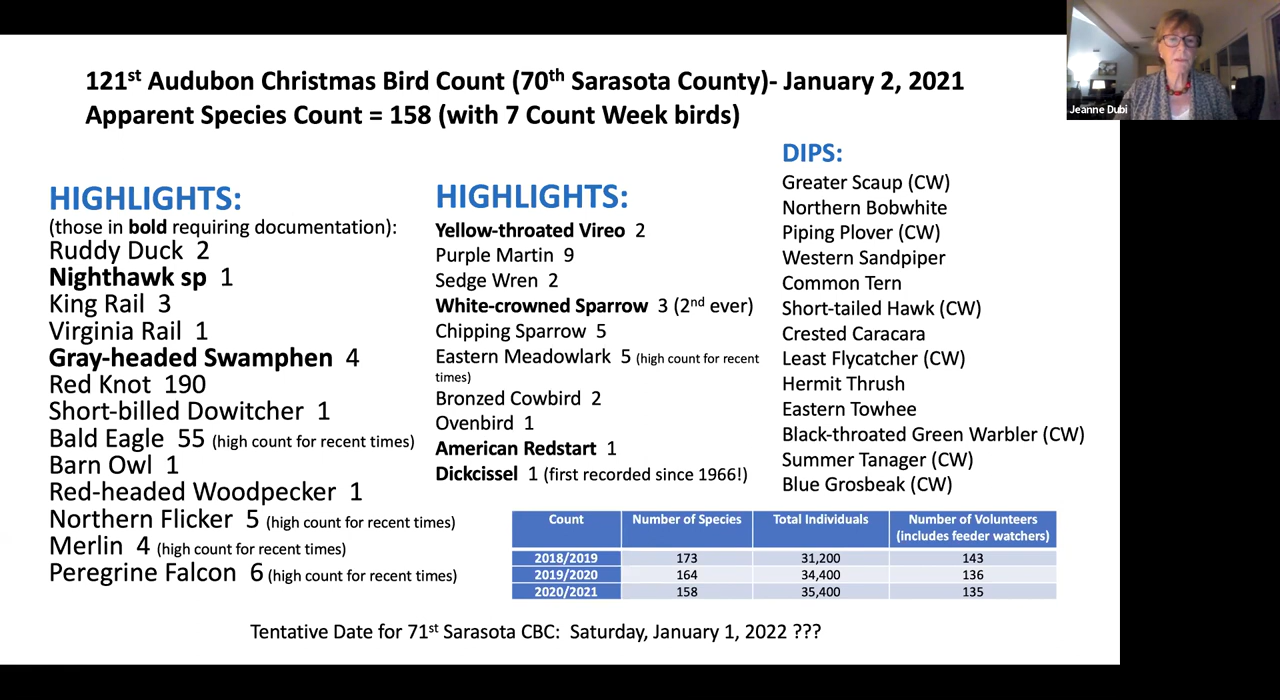 121st Audubon Christmas Bird Count (70th Sarasota County)- January 2, 2021
Apparent Species Count = 158 (with 7 Count Week birds)
HIGHLIGHTS:
(those in bold requiring documentation):
Ruddy Duck 2
Nighthawk sp 1
King Rail 3
Virginia Rail 1
Gray-headed Swamphen 4
Red Knot 190
Short-billed Dowitcher 1
Bald Eagle 55 (high count for recent times)
Barn Owl 1
Red-headed Woodpecker 1
Northern Flicker 5 (high count for recent times)
Merlin 4 (high count for recent times)
Peregrine Falcon 6 (high count for recent times)
HIGHLIGHTS:
Yellow-throated Vireo 2
Purple Martin 9
Sedge Wren 2
White-crowned Sparrow 3 (2nd ever)
Chipping Sparrow 5
Eastern Meadowlark 5 (high count for recent
times)
Bronzed Cowbird 2
Ovenbird 1
American Redstart 1
Dickcissel 1 (first recorded since 1966!)
DIPS:
Greater Scaup (CW)
Northern Bobwhite
Piping Plover (CW)
Western Sandpiper
Common Tern
Short-tailed Hawk (CW)
Crested Caracara
Least Flycatcher (CW)
Hermit Thrush
Eastern Towhee
Black-throated Green Warbler (CW)
Summer Tanager (CW)
Blue Grosbeak (CW)
Count Number of Species Total Individuals Number of Volunteers
(includes feeder watchers)
2018/2019 173 31,200 143
2019/2020 164 34,400 136
2020/2021 158 35,400 135
Tentative Date for 71st Sarasota CBC: Saturday, January 1, 2022 ???
Jeanne Dubi